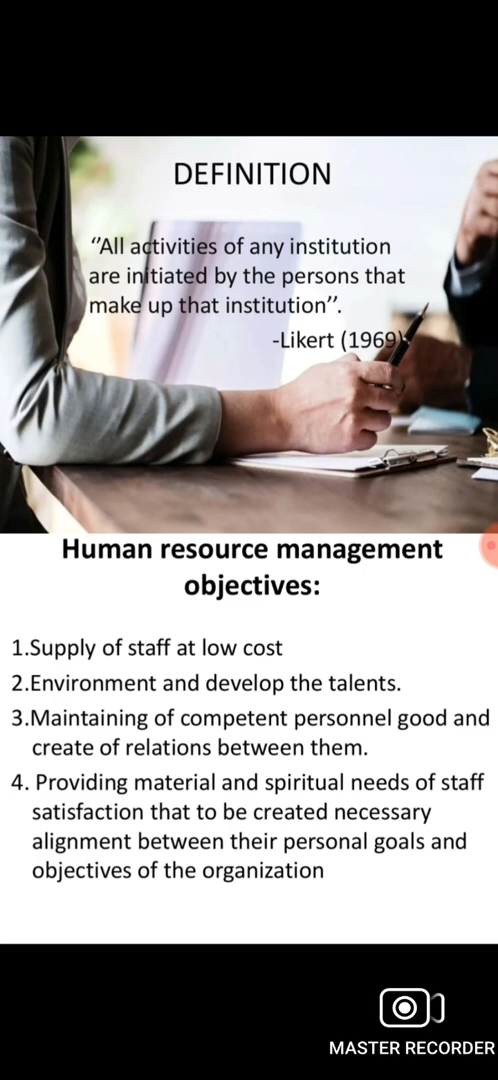 DEFINITION
‘’All activities of any institution
are initiated by the persons that
make up that institution’’.
-Likert (1969)
Human resource management
objectives:
1.Supply of staff at low cost
2.Environment and develop the talents.
3.Maintaining of competent personnel good and
create of relations between them.
4. Providing material and spiritual needs of staff
satisfaction that to be created necessary
alignment between their personal goals and
objectives of the organization
MASTER RECORDER